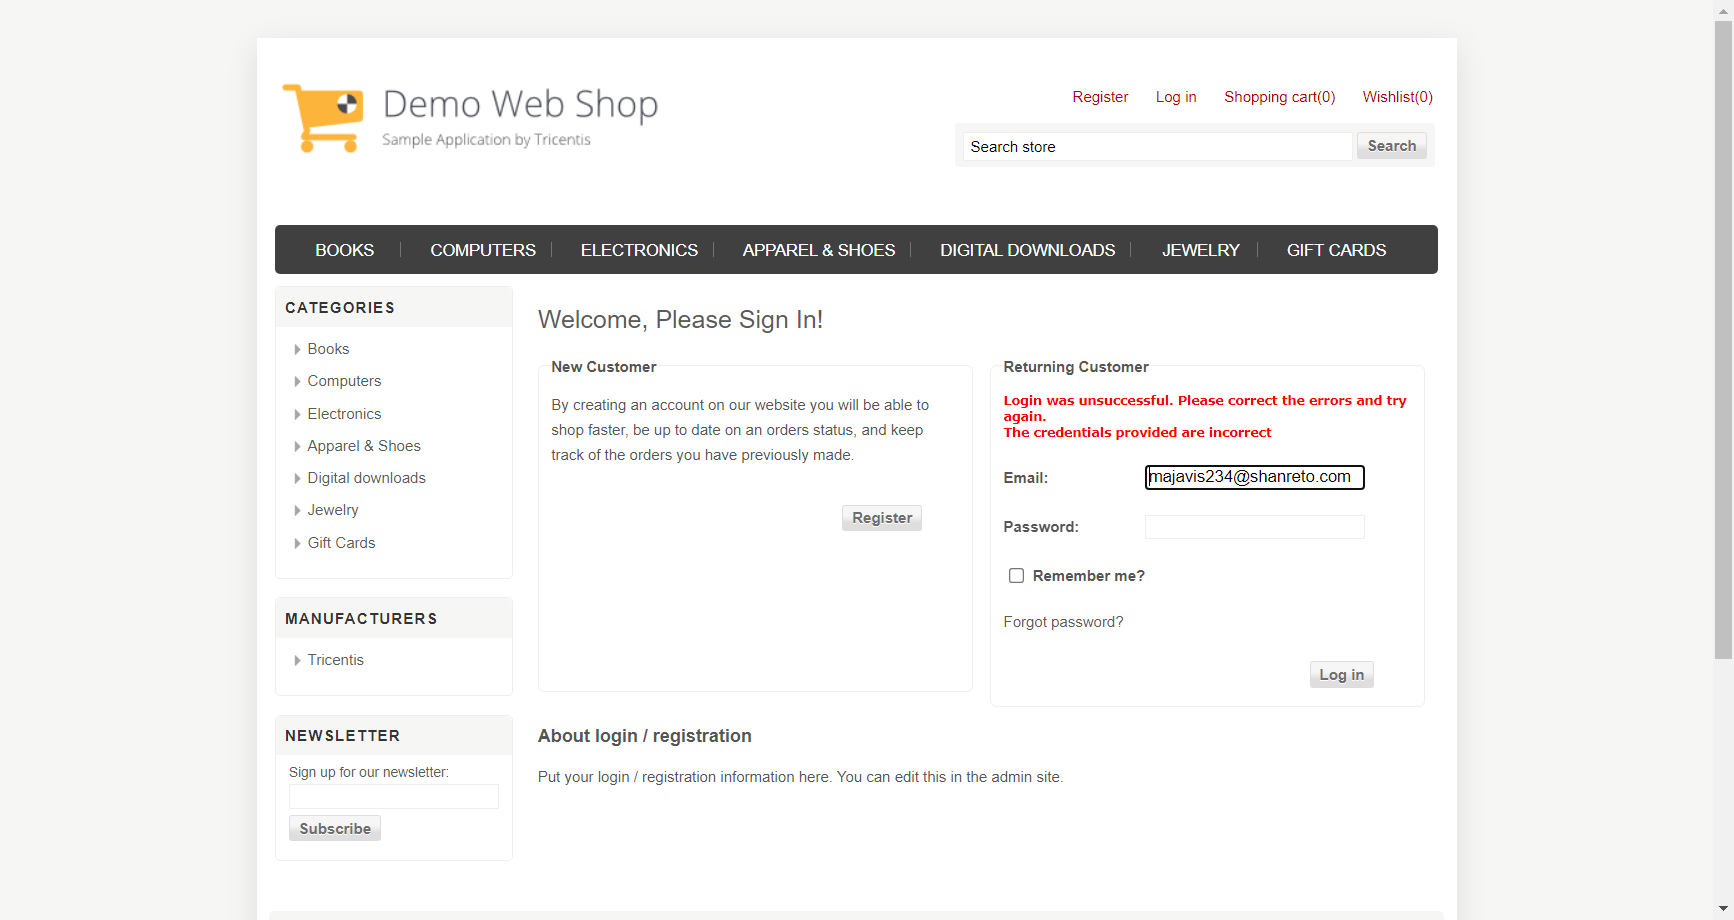 Demo Web Shop
Sample Application by Tricentis
Register
Log in
Shopping cart(0)
Wishlist(0)
Search store
Search
BOOKS
COMPUTERS
ELECTRONICS
APPAREL & SHOES
DIGITAL DOWNLOADS
JEWELRY
GIFT CARDS
CATEGORIES
Books
Computers
Electronics
Apparel & Shoes
Digital downloads
Jewelry
Gift Cards
MANUFACTURERS
Tricentis
NEWSLETTER
Sign up for our newsletter:
Subscribe
Welcome, Please Sign In!
New Customer
By creating an account on our website you will be able to
shop faster, be up to date on an orders status, and keep
track of the orders you have previously made.
Register
Returning Customer
Login was unsuccessful. Please correct the errors and try
again.
The credentials provided are incorrect
Email:
majavis234@shanreto.com
Password:
Remember me?
Forgot password?
Log in
About login / registration
Put your login / registration information here. You can edit this in the admin site.